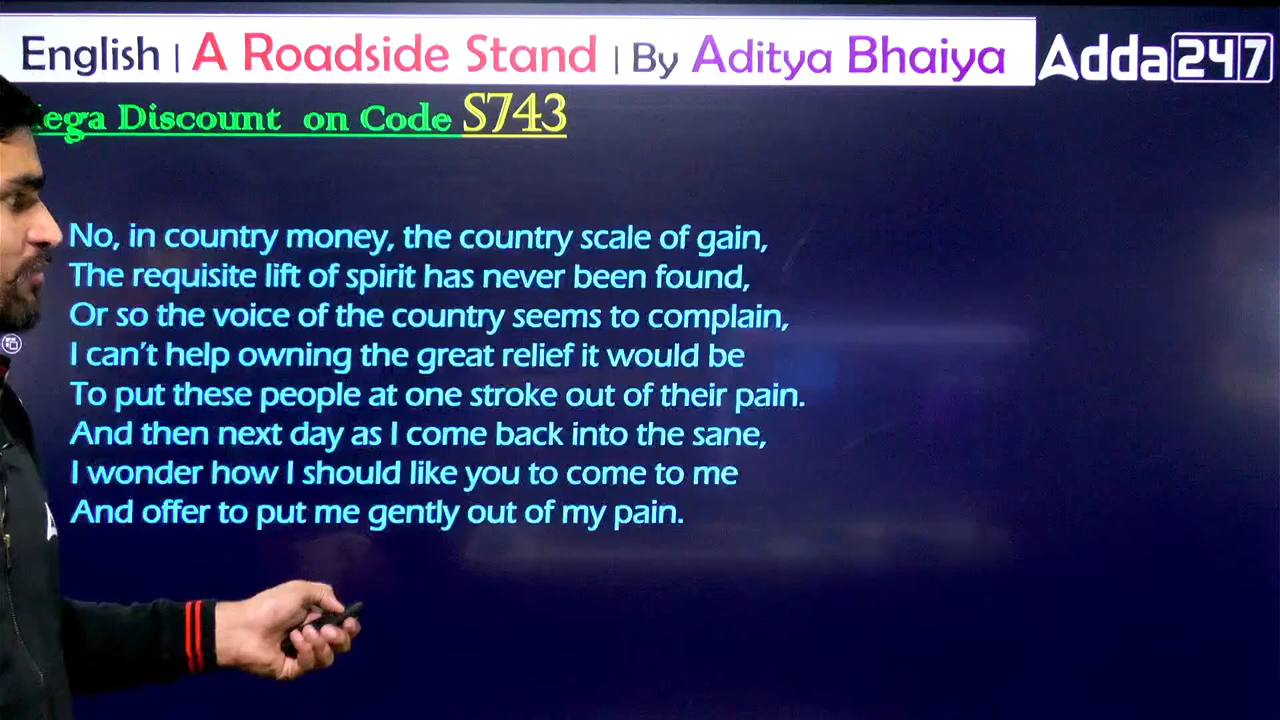 English | A Roadside Stand | By Aditya Bhaiya
Adda247
Discount on Code S743
No, in country money, the country scale of gain,
The requisite lift of spirit has never been found,
Or so the voice of the country seems to complain,
I can't help owning the great relief it would be
To put these people at one stroke out of their pain.
And then next day as I come back into the sane,
I wonder how I should like you to come to me
And offer to put me gently out of my pain.